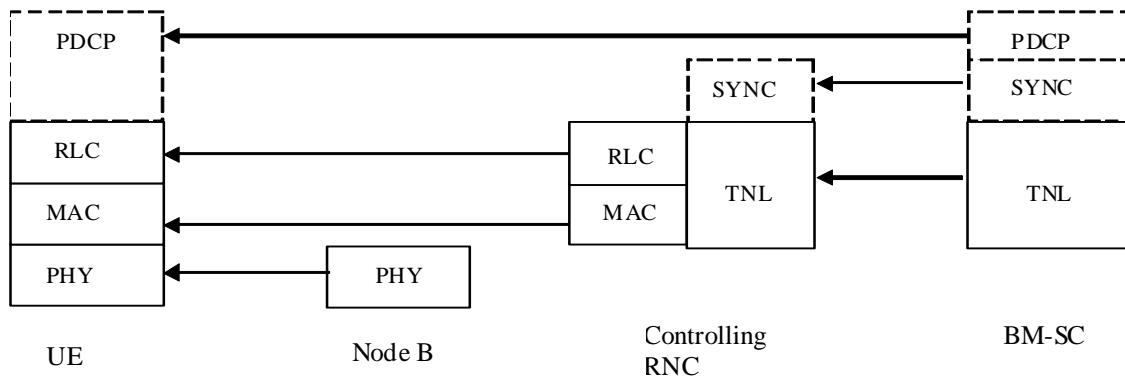 PDCP
PDCP
SYNC
SYNC
RLC
RLC
MAC
MAC
TNL
TNL
PHY
PHY
UE
Node B
Controlling
RNC
BM-SC